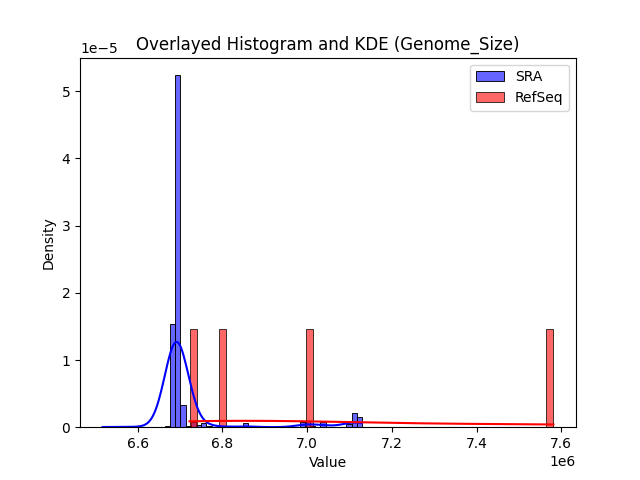 Overlayed Histogram and KDE (Genome_Size)
1e−5
SRA
RefSeq
5
4
3
2
1
0
Density
6.6 6.8 7.0 7.2 7.4 7.6
1e6
Value